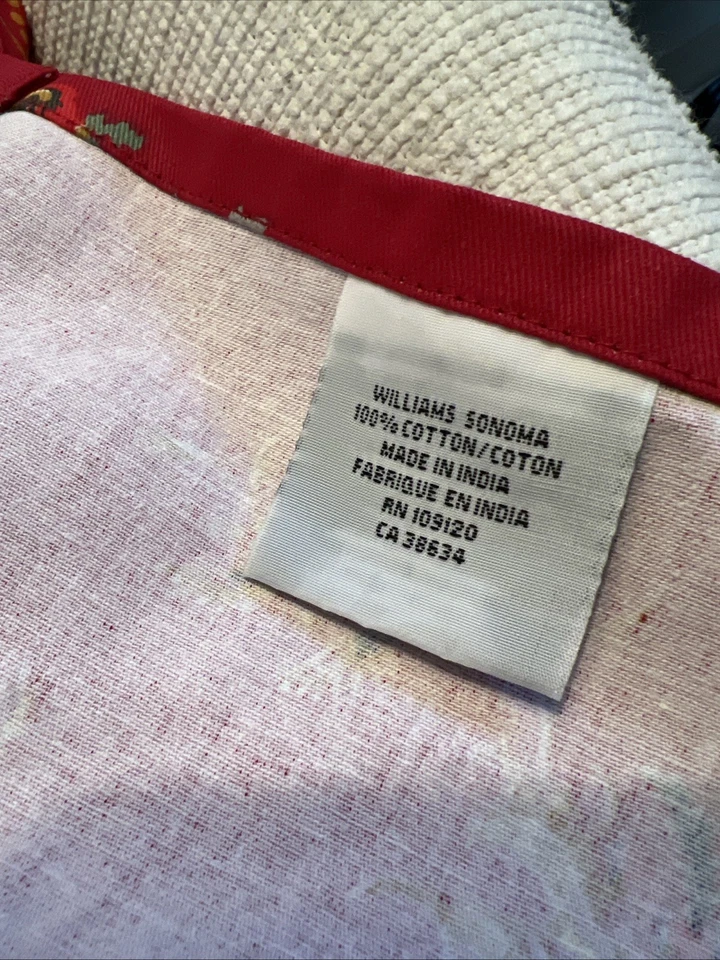 WILLIAMS SONOMA
100% COTTON/COTON
MADE IN INDIA
FABRIQUE EN INDIA
RN 109120
CA 38634